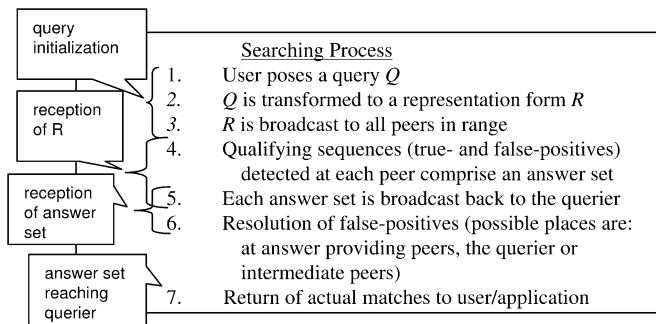 query
initialization
reception
of R
reception
of answer
set
answer set
reaching
querier
Searching Process
1. User poses a query Q
2. Q is transformed to a representation form R
3. R is broadcast to all peers in range
4. Qualifying sequences (true- and false-positives)
detected at each peer comprise an answer set
5. Each answer set is broadcast back to the querier
6. Resolution of false-positives (possible places are:
at answer providing peers, the querier or
intermediate peers)
7. Return of actual matches to user/application